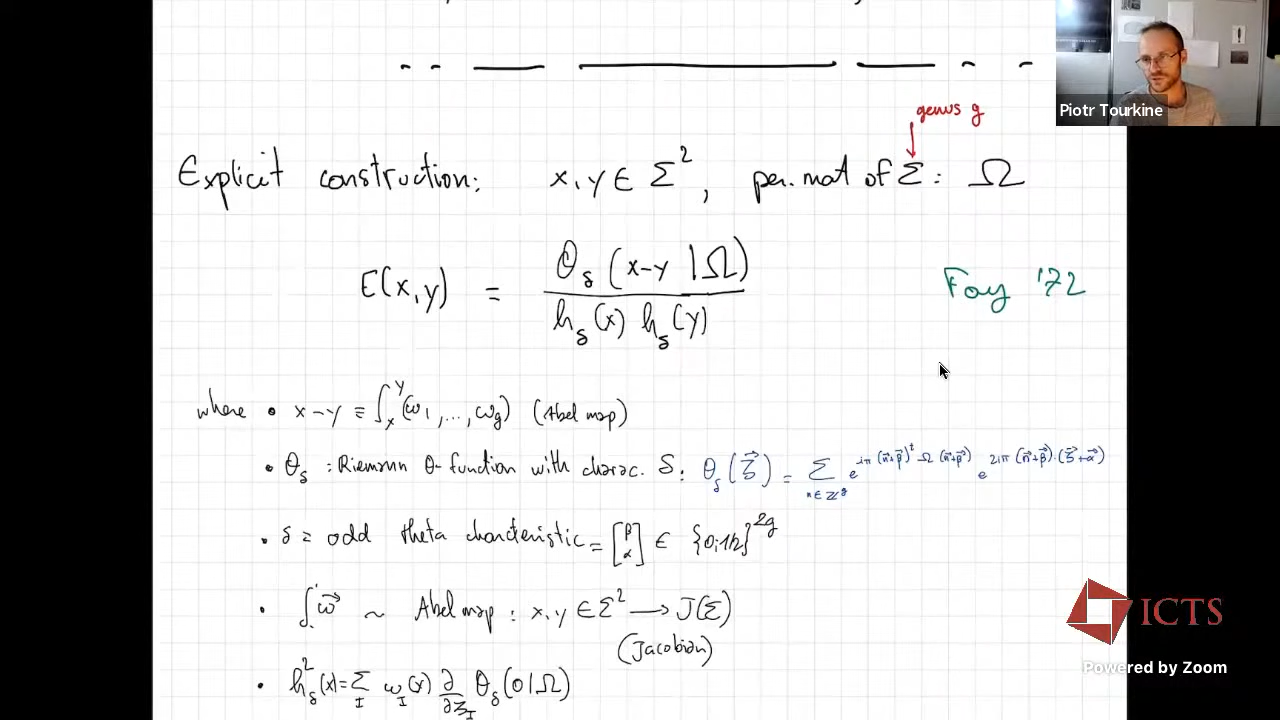 genus g
Piotr Tourkine
Explicit construction: x, y ∈ Σ², per. mat of Σ : Ω
E(x,y) = θ_δ (x-y | Ω) / h_δ(x) h_δ(y)
Fay '72
where • x-y ≡ ∫_x^y (ω_1, ..., ω_g) (Abel map)
• θ_δ : Riemann θ-function with charac. δ : θ_δ(ζ⃗) = Σ_{n∈ℤ^g} e^{iπ(n⃗+β⃗)^t Ω (n⃗+β⃗)} e^{2iπ(n⃗+β⃗)·(ζ⃗+α⃗)}
• δ = odd theta characteristic = [β α] ∈ {0,1/2}^{2g}
• ∫ω⃗ ~ Abel map : x, y ∈ Σ² → J(Σ)
(Jacobian)
• h_δ²(x) = Σ_I ω_I(x) ∂/∂z_I θ_δ(0|Ω)
ICTS
Powered by Zoom